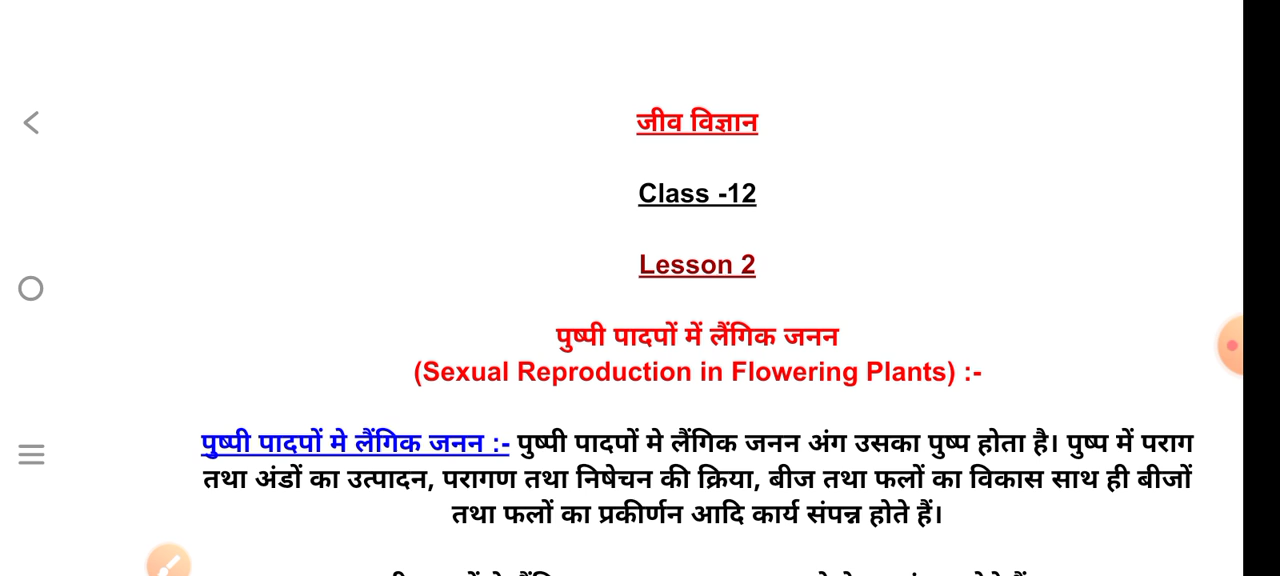 जीव विज्ञान
Class -12
Lesson 2
पुष्पी पादपों में लैंगिक जनन
(Sexual Reproduction in Flowering Plants) :-
पुष्पी पादपों मे लैंगिक जनन :- पुष्पी पादपों मे लैंगिक जनन अंग उसका पुष्प होता है। पुष्प में पराग
तथा अंडों का उत्पादन, परागण तथा निषेचन की क्रिया, बीज तथा फलों का विकास साथ ही बीजों
तथा फलों का प्रकीर्णन आदि कार्य संपन्न होते हैं।